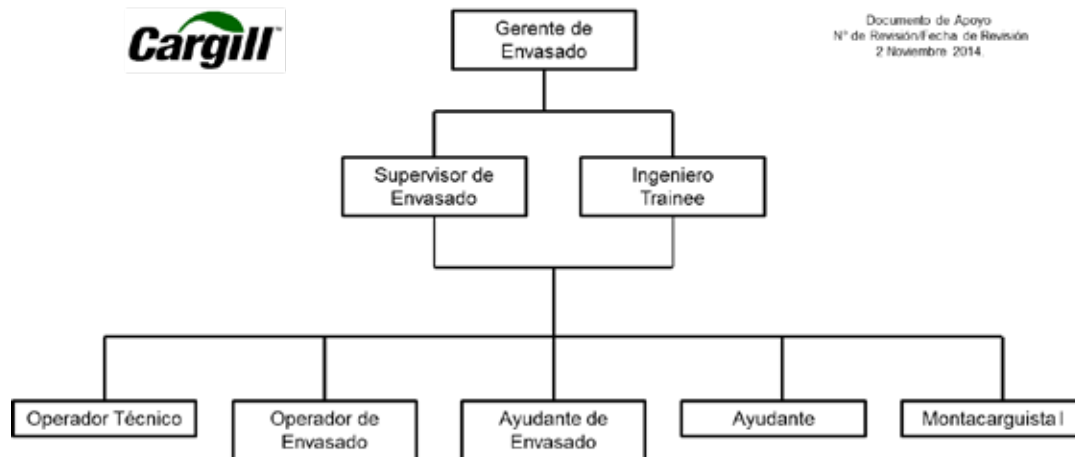 Cargill™
Gerente de
Envasado
Documento de Apoyo
N° de Revisión/Fecha de Revisión
2 Noviembre 2014.
Supervisor de
Envasado
Ingeniero
Trainee
Operador Técnico
Operador de
Envasado
Ayudante de
Envasado
Ayudante
Montacarguista I